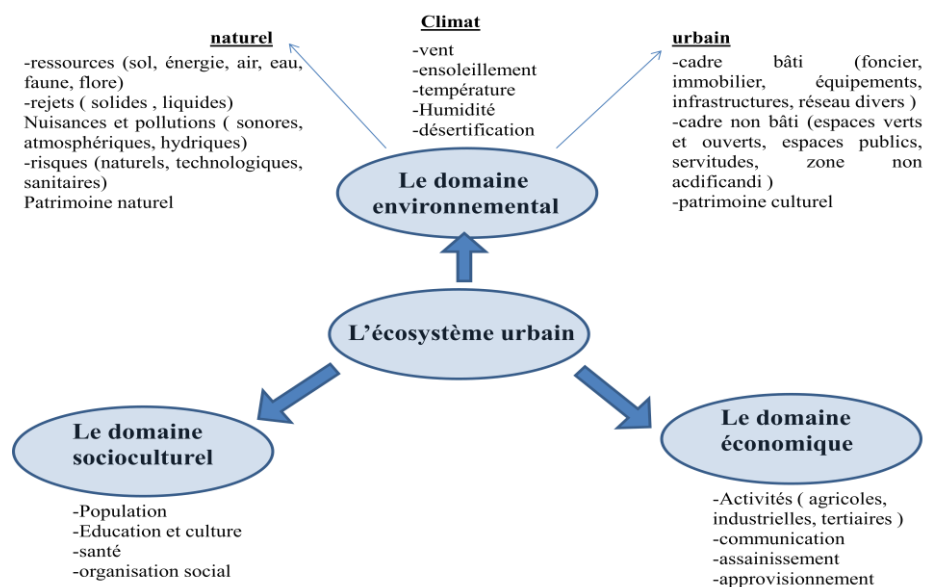 Climat
-vent
-ensoleillement
-température
-Humidité
-désertification
naturel
-ressources (sol, énergie, air, eau,
faune, flore)
-rejets ( solides , liquides)
Nuisances et pollutions ( sonores,
atmosphériques, hydriques)
-risques (naturels, technologiques,
sanitaires)
Patrimoine naturel
urbain
-cadre bâti (foncier,
immobilier, équipements,
infrastructures, réseau divers )
-cadre non bâti (espaces verts
et ouverts, espaces publics,
servitudes, zone non
acdificandi )
-patrimoine culturel
Le domaine
environnemental
L'écosystème urbain
Le domaine
socioculturel
-Population
-Education et culture
-santé
-organisation social
Le domaine
économique
-Activités ( agricoles,
industrielles, tertiaires )
-communication
-assainissement
-approvisionnement